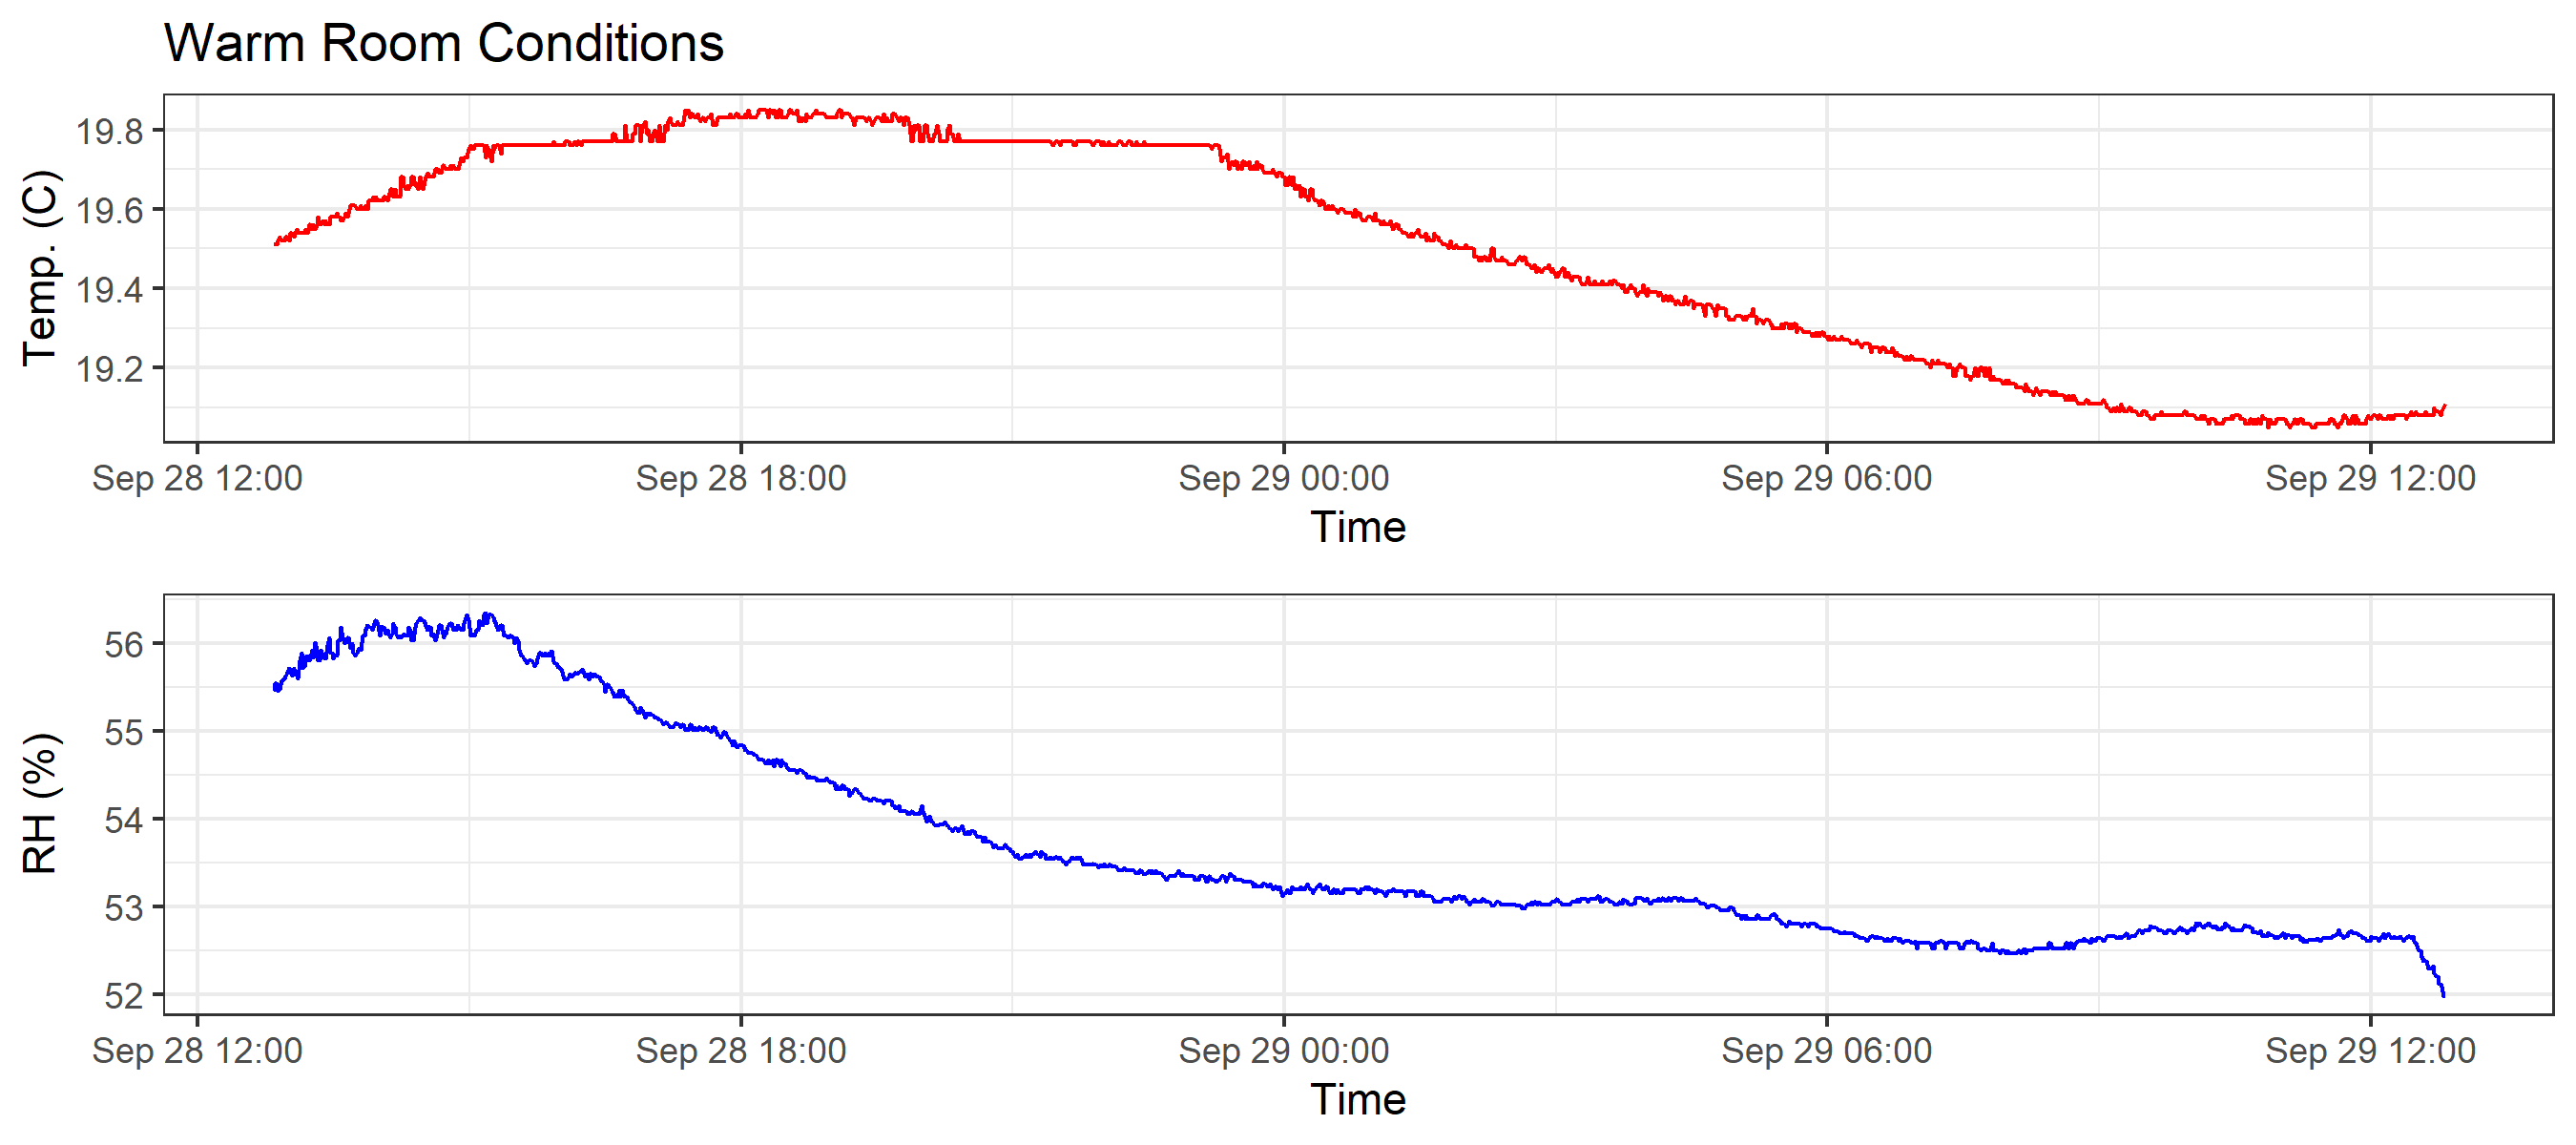 Warm Room Conditions
Temp. (C)
19.8
19.6
19.4
19.2
Sep 28 12:00 Sep 28 18:00 Sep 29 00:00 Sep 29 06:00 Sep 29 12:00
Time
RH (%)
56
55
54
53
52
Sep 28 12:00 Sep 28 18:00 Sep 29 00:00 Sep 29 06:00 Sep 29 12:00
Time